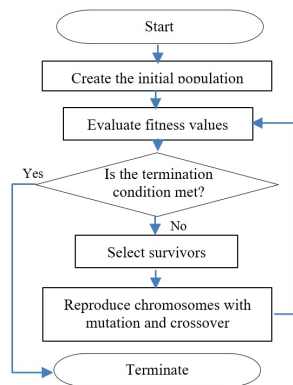 Start
Create the initial population
Evaluate fitness values
Yes
Is the termination
condition met?
No
Select survivors
Reproduce chromosomes with
mutation and crossover
Terminate